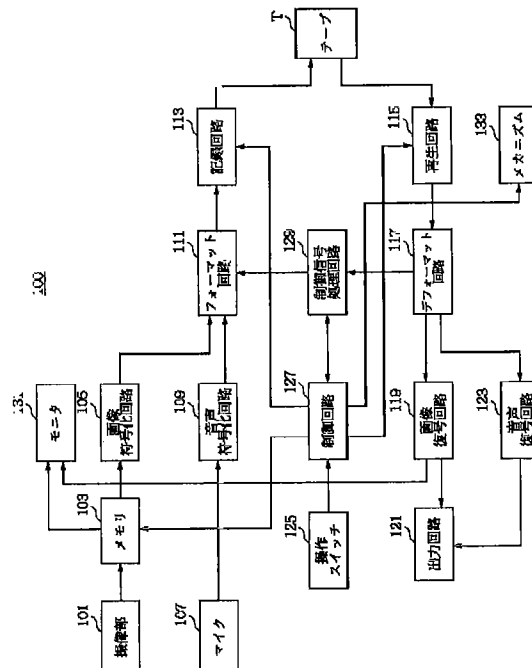 100
101
撮像部
103
メモリ
131
モニタ
105
画像
符号化回路
107
マイク
109
音声
符号化回路
111
フォーマット
回路
113
記録回路
T
テープ
115
再生回路
117
デフォーマット
回路
119
画像
復号回路
121
出力回路
123
音声
復号回路
125
操作
スイッチ
127
制御回路
129
制御信号
処理回路
133
メカニズム